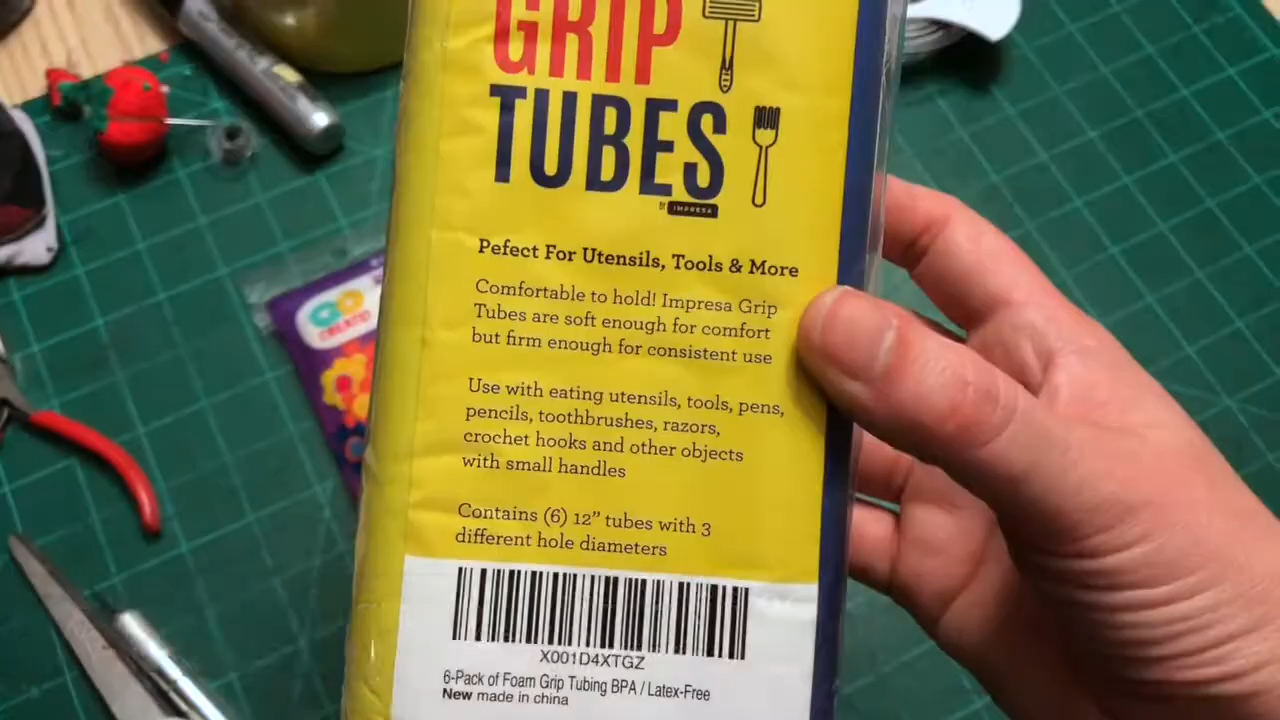 GRIP
TUBES
BY IMPRESA
Pefect For Utensils, Tools & More
Comfortable to hold! Impresa Grip
Tubes are soft enough for comfort
but firm enough for consistent use
Use with eating utensils, tools, pens,
pencils, toothbrushes, razors,
crochet hooks and other objects
with small handles
Contains (6) 12” tubes with 3
different hole diameters
X001D4XTGZ
6-Pack of Foam Grip Tubing BPA / Latex-Free
New made in china
GO
CREATE!